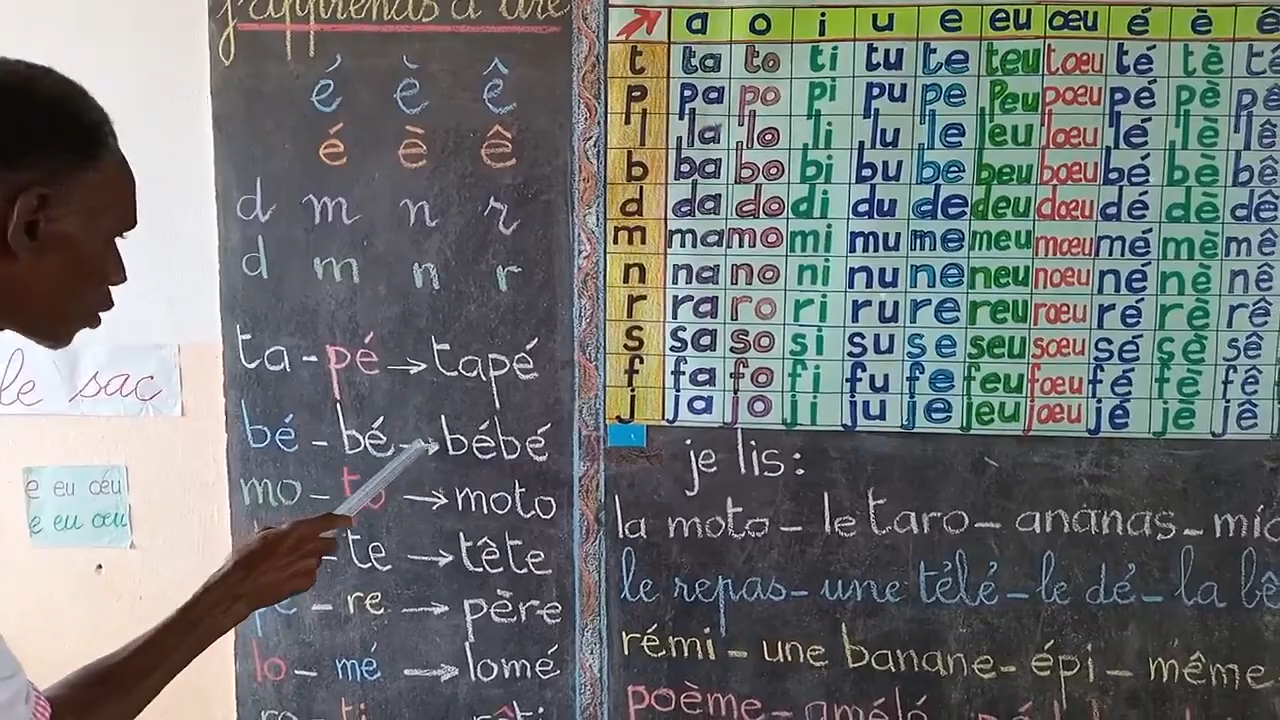 j'apprends à lire
é è ê
é è ê
d m n r
d m n r
ta - pé → tapé
bé - bé → bébé
mo - to → moto
te → tête
- re → père
lo - mé → lomé
ti
le sac
e eu œu
e eu œu
a o i u e eu œu é è ê
t ta to ti tu te teu tœu té tè tê
p pa po pi pu pe peu pœu pé pè pê
l la lo li lu le leu lœu lé lè lê
b ba bo bi bu be beu bœu bé bè bê
d da do di du de deu dœu dé dè dê
m ma mo mi mu me meu mœu mé mè mê
n na no ni nu ne neu nœu né nè nê
r ra ro ri ru re reu rœu ré rè rê
s sa so si su se seu sœu sé sè sê
f fa fo fi fu fe feu fœu fé fè fê
j ja jo ji ju je jeu jœu jé jè jê
je lis :
la moto - le taro - ananas -
le repas - une télé - le dé - la
rémi - une banane - épi - même
poème - amélé -